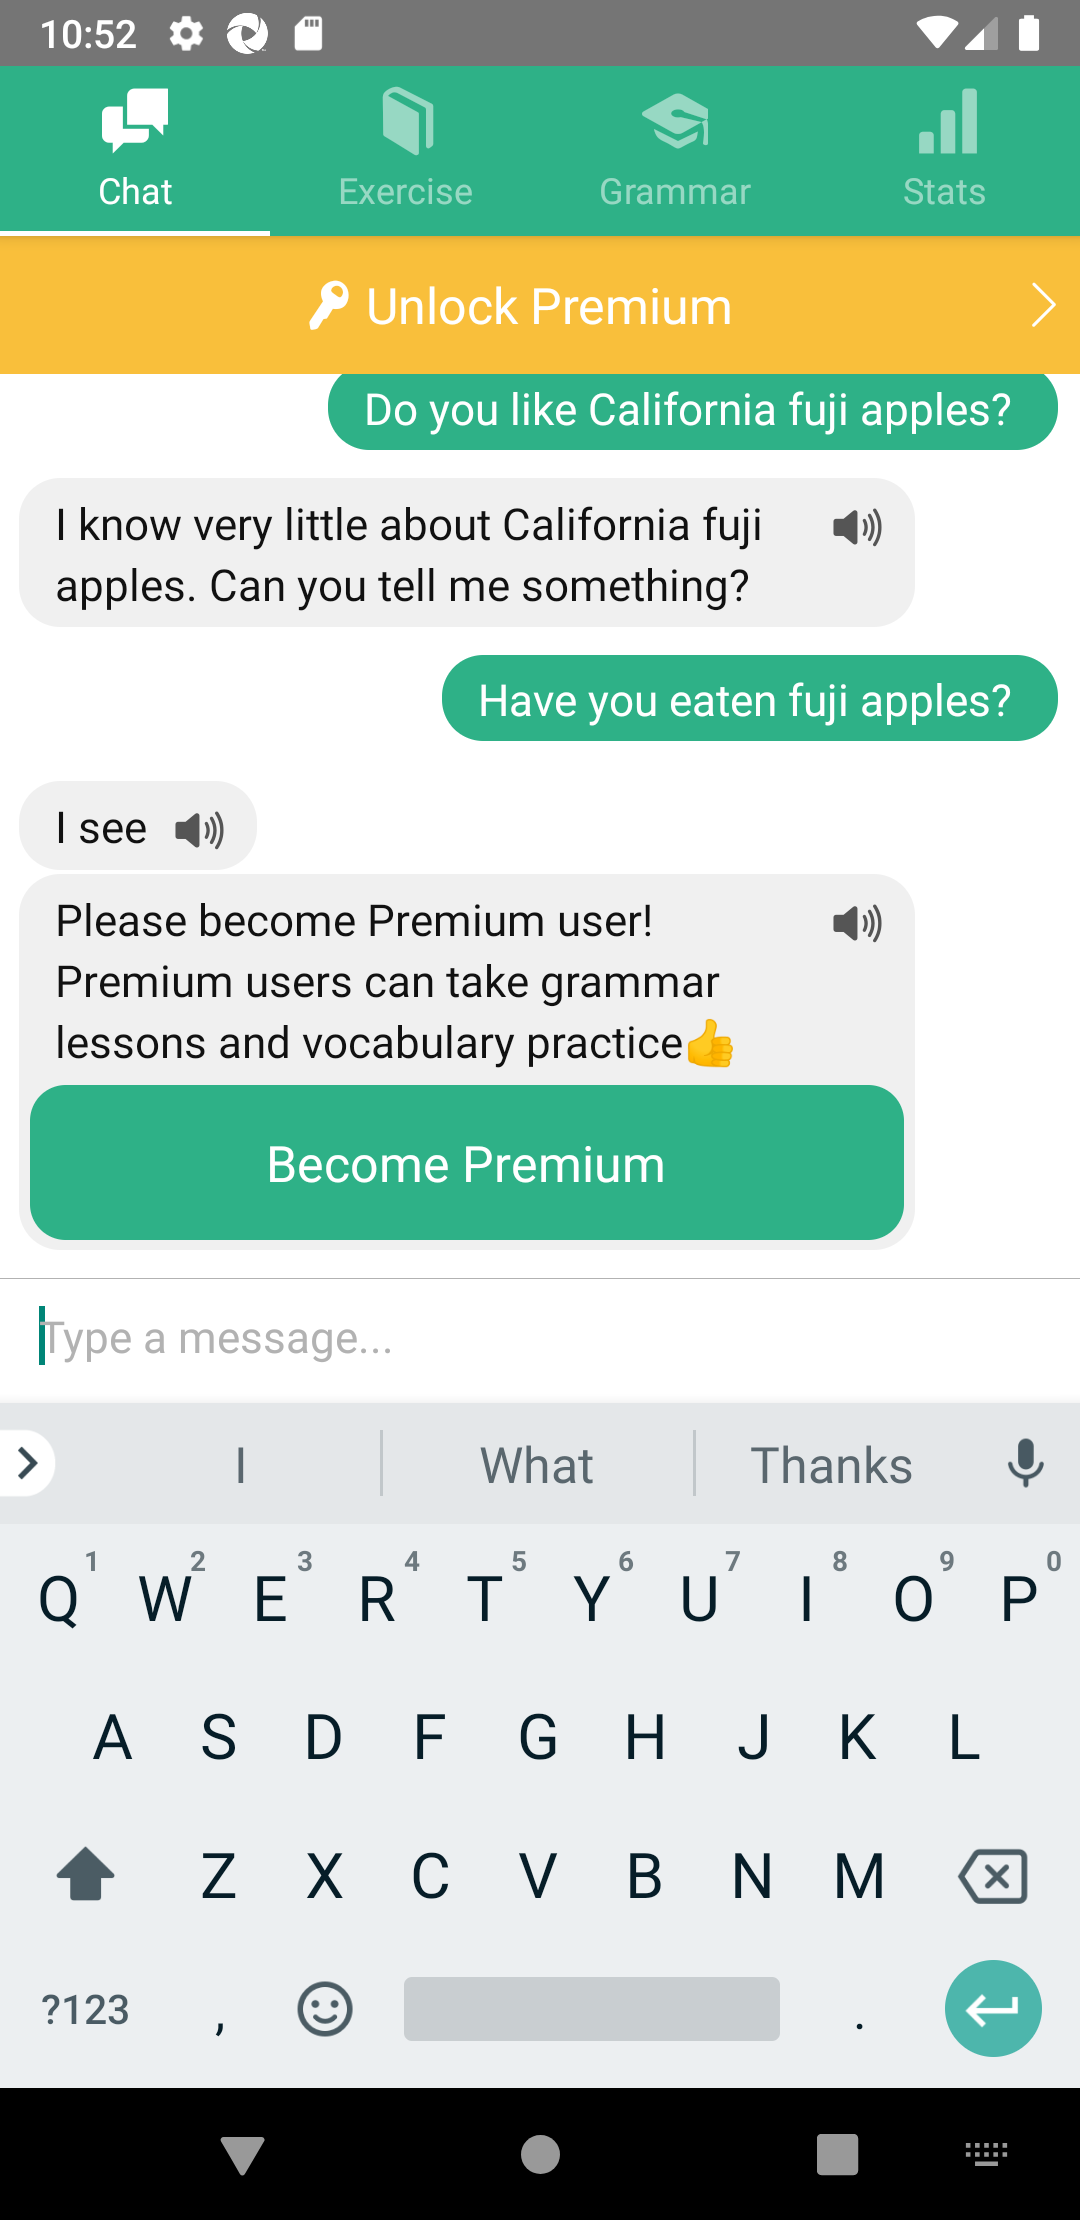 10:52
Chat
Exercise
Grammar
Stats
Unlock Premium
Do you like California fuji apples?
I know very little about California fuji
apples. Can you tell me something?
Have you eaten fuji apples?
I see
Please become Premium user!
Premium users can take grammar
lessons and vocabulary practice👍
Become Premium
Type a message...
I What Thanks
1 2 3 4 5 6 7 8 9 0
Q W E R T Y U I O P
A S D F G H J K L
Z X C V B N M
?123 , .